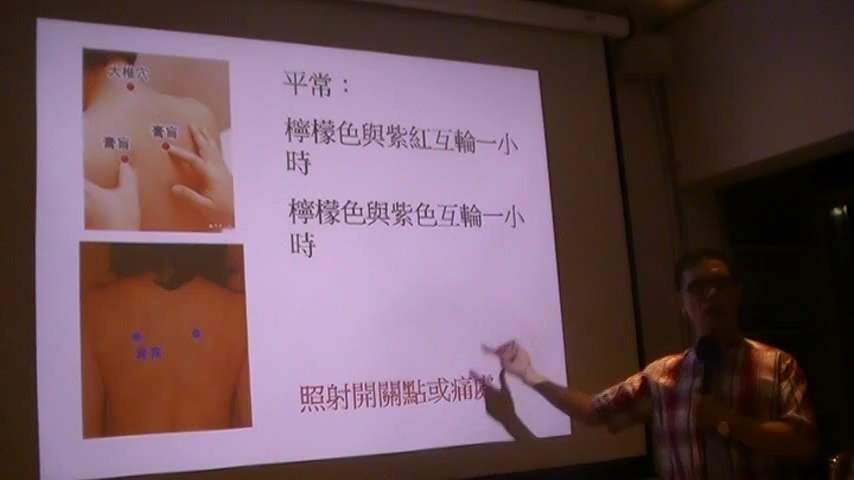 大椎穴
膏肓
膏肓
膏肓
平常：
檸檬色與紫紅互輪一小
時
檸檬色與紫色互輪一小
時
照射開關點或痛處